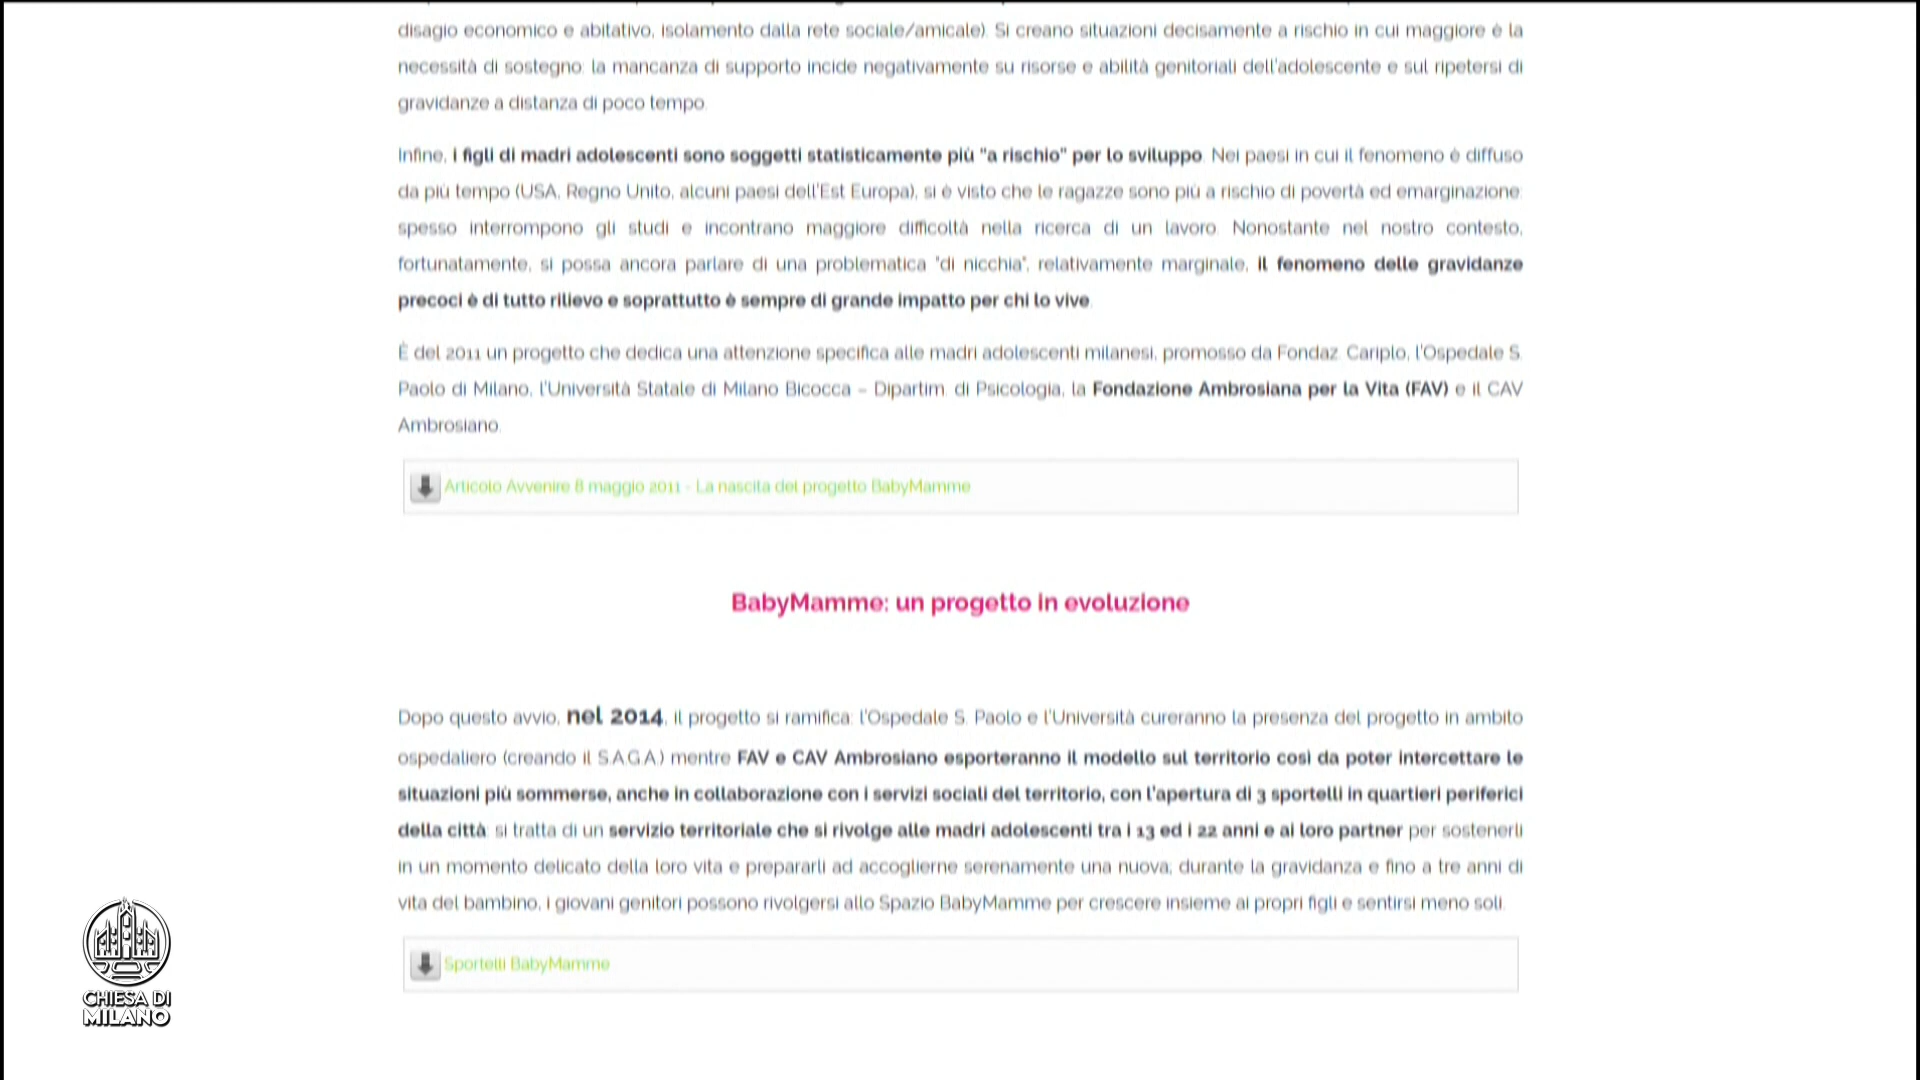 disagio economico e abitativo, isolamento dalla rete sociale/amicale). Si creano situazioni decisamente a rischio in cui maggiore è la
necessità di sostegno: la mancanza di supporto incide negativamente su risorse e abilità genitoriali dell'adolescente e sul ripetersi di
gravidanze a distanza di poco tempo.
Infine, i figli di madri adolescenti sono soggetti statisticamente più "a rischio" per lo sviluppo. Nei paesi in cui il fenomeno è diffuso
da più tempo (USA, Regno Unito, alcuni paesi dell'Est Europa), si è visto che le ragazze sono più a rischio di povertà ed emarginazione:
spesso interrompono gli studi e incontrano maggiore difficoltà nella ricerca di un lavoro. Nonostante nel nostro contesto,
fortunatamente, si possa ancora parlare di una problematica "di nicchia", relativamente marginale, il fenomeno delle gravidanze
precoci è di tutto rilievo e soprattutto è sempre di grande impatto per chi lo vive.
È del 2011 un progetto che dedica una attenzione specifica alle madri adolescenti milanesi, promosso da Fondaz. Cariplo, l'Ospedale S.
Paolo di Milano, l'Università Statale di Milano Bicocca – Dipartim. di Psicologia, la Fondazione Ambrosiana per la Vita (FAV) e il CAV
Ambrosiano.
Articolo Avvenire 8 maggio 2011 - La nascita del progetto BabyMamme
BabyMamme: un progetto in evoluzione
Dopo questo avvio, nel 2014, il progetto si ramifica: l'Ospedale S. Paolo e l'Università cureranno la presenza del progetto in ambito
ospedaliero (creando il S.A.G.A.) mentre FAV e CAV Ambrosiano esporteranno il modello sul territorio così da poter intercettare le
situazioni più sommerse, anche in collaborazione con i servizi sociali del territorio, con l'apertura di 3 sportelli in quartieri periferici
della città: si tratta di un servizio territoriale che si rivolge alle madri adolescenti tra i 13 ed i 22 anni e ai loro partner per sostenerli
in un momento delicato della loro vita e prepararli ad accoglierne serenamente una nuova; durante la gravidanza e fino a tre anni di
vita del bambino, i giovani genitori possono rivolgersi allo Spazio BabyMamme per crescere insieme ai propri figli e sentirsi meno soli.
Sportelli BabyMamme
CHIESA DI
MILANO